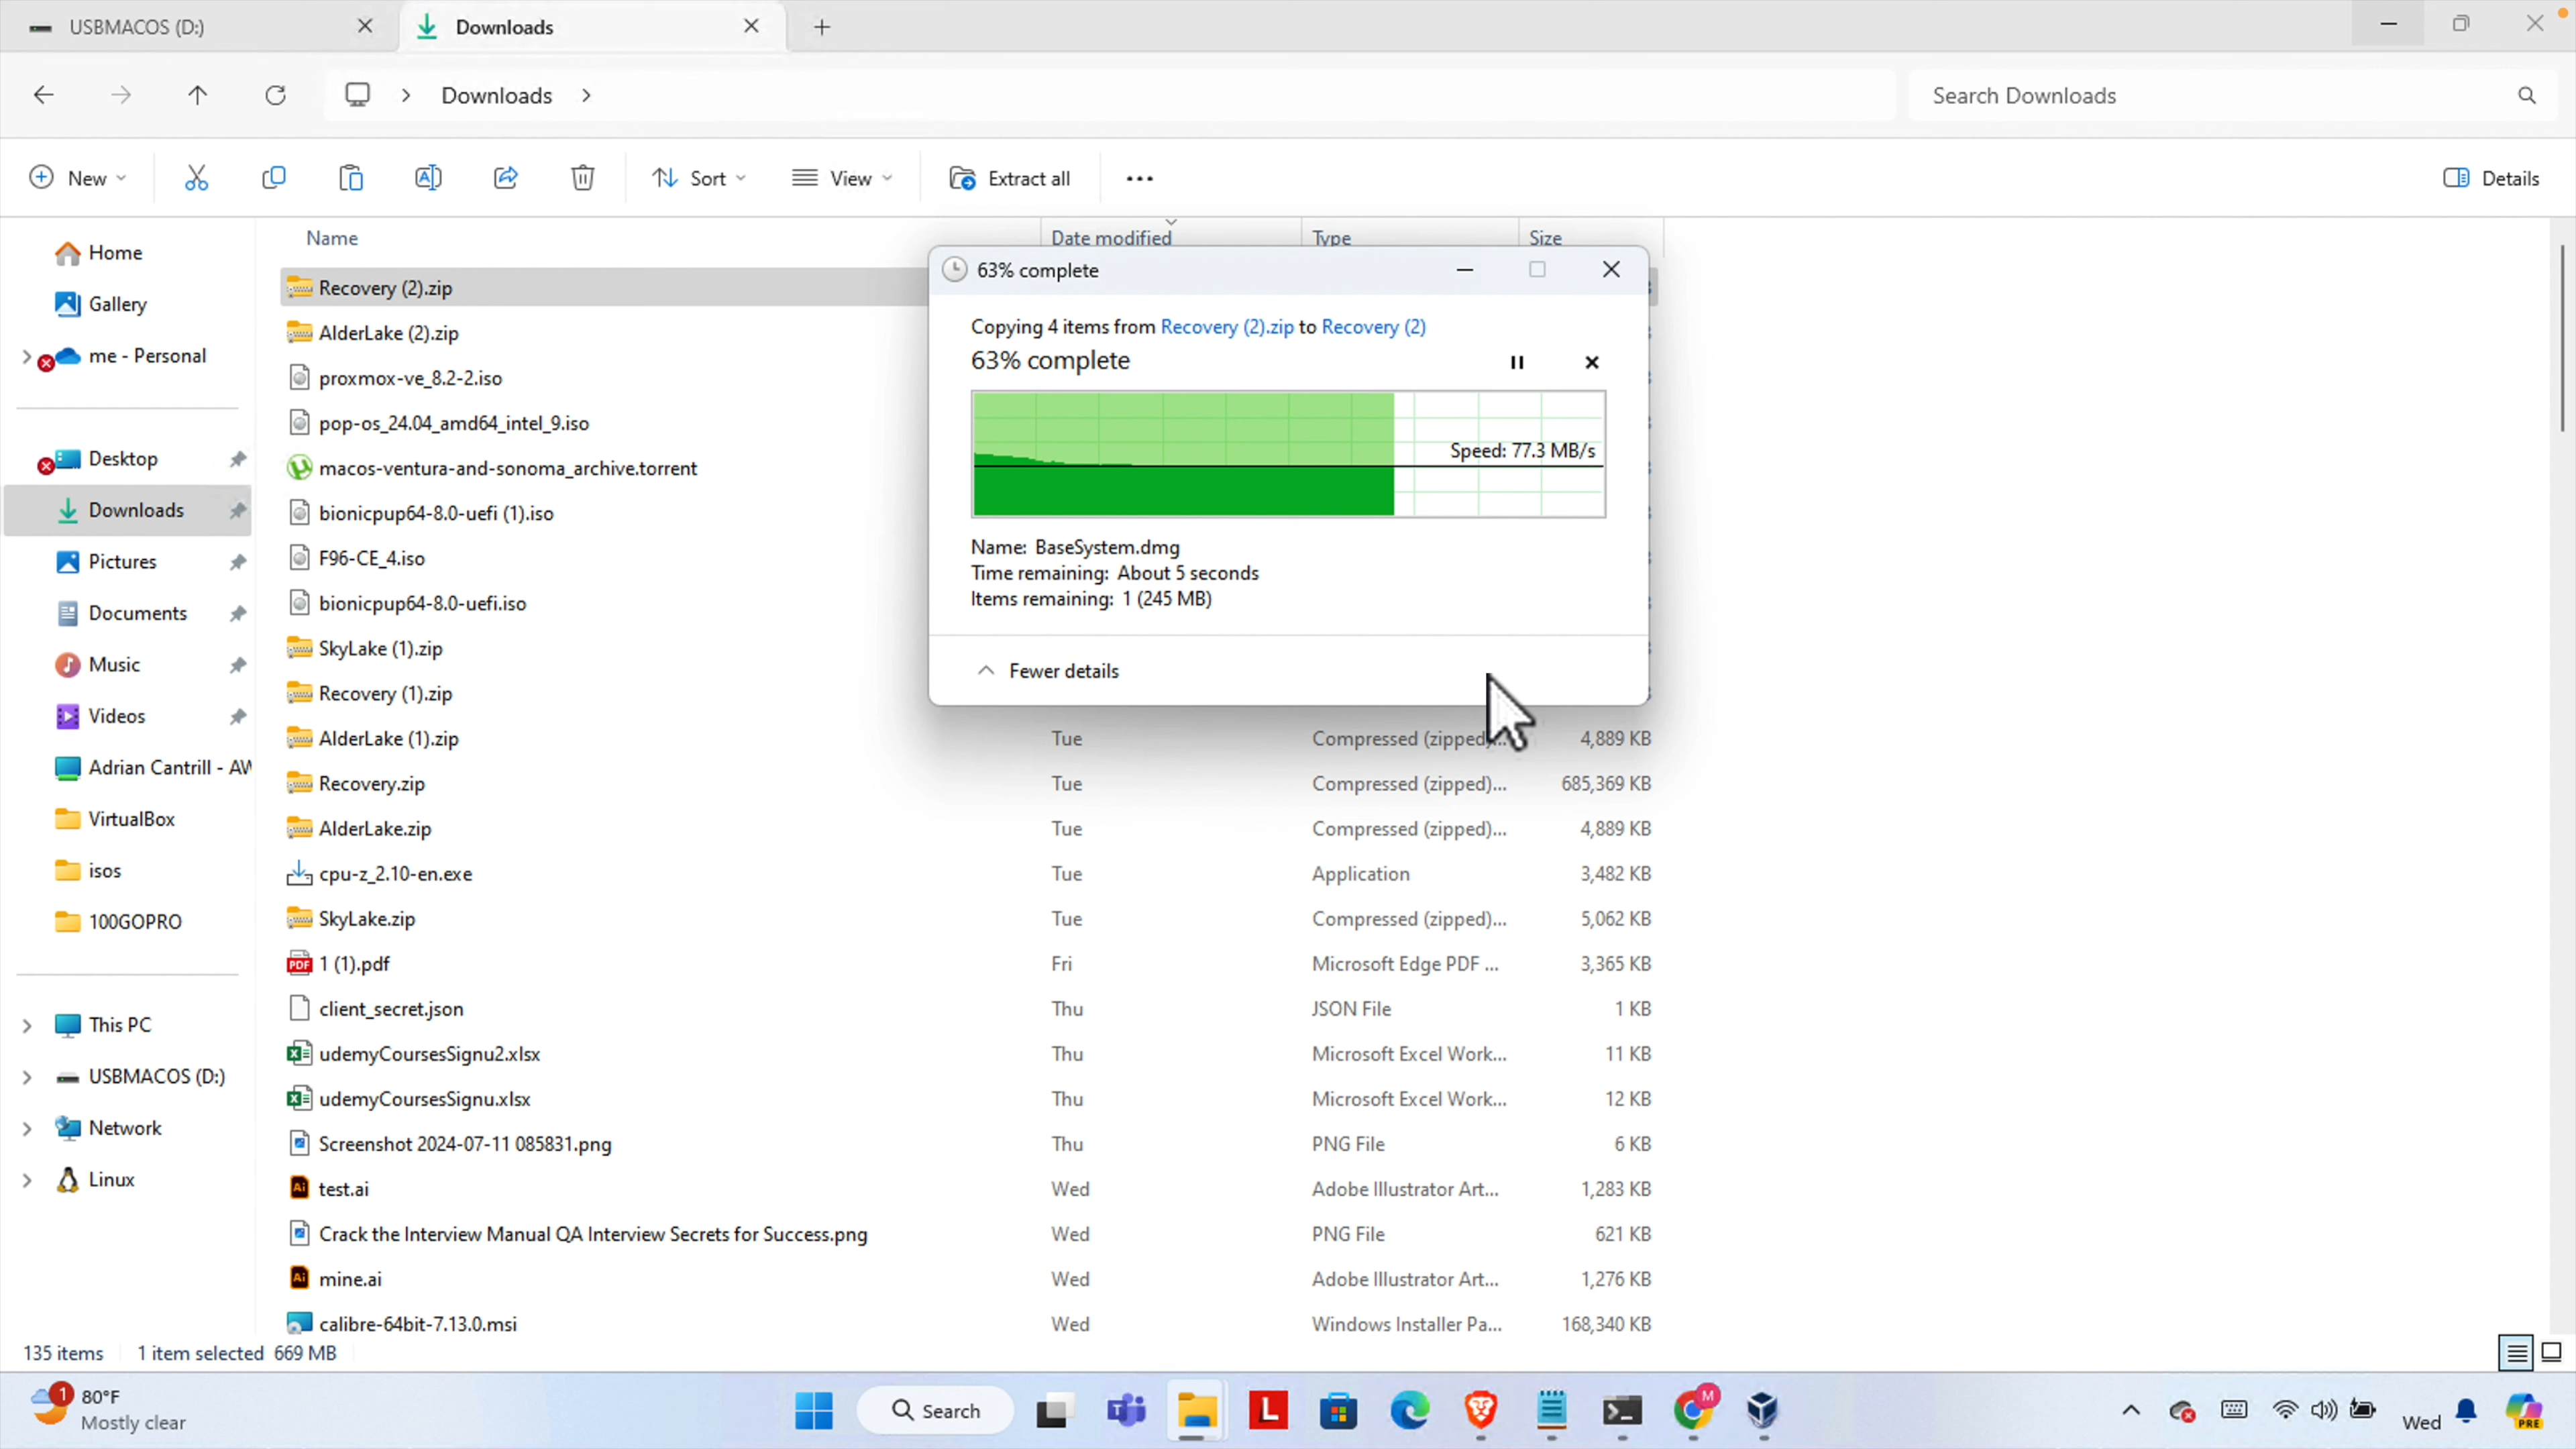 USBMACOS (D:)
Downloads
Downloads
Search Downloads
New
Sort
View
Extract all
Details
Name
Date modified
Type
Size
Home
Gallery
me - Personal
Desktop
Downloads
Pictures
Documents
Music
Videos
Adrian Cantrill - AW
VirtualBox
isos
100GOPRO
This PC
USBMACOS (D:)
Network
Linux
Recovery (2).zip
AlderLake (2).zip
proxmox-ve_8.2-2.iso
pop-os_24.04_amd64_intel_9.iso
macos-ventura-and-sonoma_archive.torrent
bionicpup64-8.0-uefi (1).iso
F96-CE_4.iso
bionicpup64-8.0-uefi.iso
SkyLake (1).zip
Recovery (1).zip
AlderLake (1).zip Tue Compressed (zipped)... 4,889 KB
Recovery.zip Tue Compressed (zipped)... 685,369 KB
AlderLake.zip Tue Compressed (zipped)... 4,889 KB
cpu-z_2.10-en.exe Tue Application 3,482 KB
SkyLake.zip Tue Compressed (zipped)... 5,062 KB
PDF 1 (1).pdf Fri Microsoft Edge PDF ... 3,365 KB
client_secret.json Thu JSON File 1 KB
udemyCoursesSignu2.xlsx Thu Microsoft Excel Work... 11 KB
udemyCoursesSignu.xlsx Thu Microsoft Excel Work... 12 KB
Screenshot 2024-07-11 085831.png Thu PNG File 6 KB
Ai test.ai Wed Adobe Illustrator Art... 1,283 KB
Crack the Interview Manual QA Interview Secrets for Success.png Wed PNG File 621 KB
Ai mine.ai Wed Adobe Illustrator Art... 1,276 KB
calibre-64bit-7.13.0.msi Wed Windows Installer Pa... 168,340 KB
63% complete
Copying 4 items from Recovery (2).zip to Recovery (2)
63% complete
Speed: 77.3 MB/s
Name: BaseSystem.dmg
Time remaining: About 5 seconds
Items remaining: 1 (245 MB)
Fewer details
135 items 1 item selected 669 MB
1
80°F
Mostly clear
Search
L
M
Wed
PRE